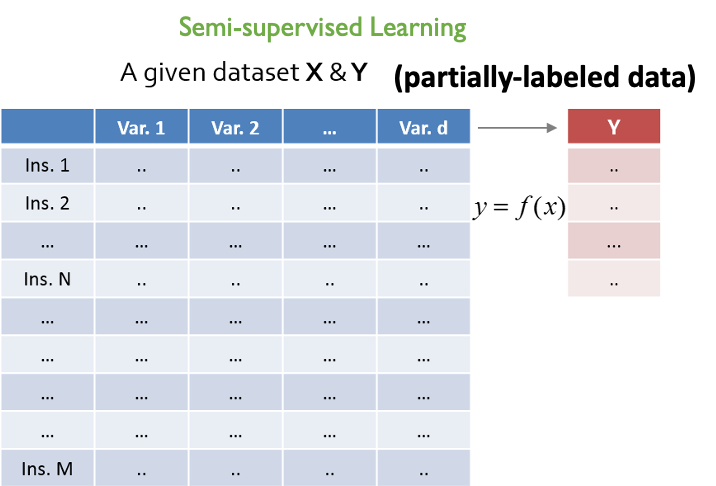 Semi-supervised Learning
A given dataset X & Y (partially-labeled data)
Var. 1 Var. 2 ... Var. d Y
Ins. 1 .. .. ... .. ..
Ins. 2 .. .. ... .. y = f(x) ..
... ... ... ... ... ...
Ins. N .. .. .. .. ..
... ... ... ... ...
... ... ... ... ...
... ... ... ... ...
... ... ... ... ...
Ins. M .. .. .. ..